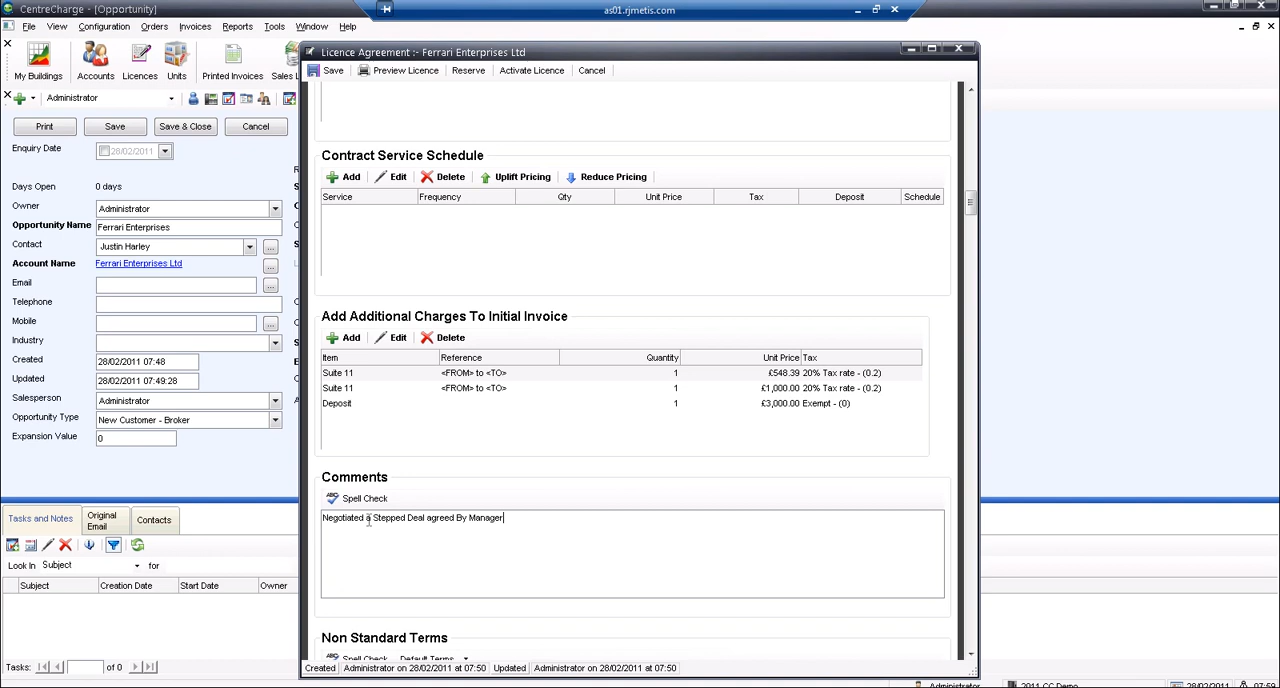 CentreCharge - [Opportunity]
as01.rjmetis.com
File View Configuration Orders Invoices Reports Tools Window Help
My Buildings Accounts Licences Units Printed Invoices Sales L
Administrator
Print Save Save & Close Cancel
Enquiry Date 28/02/2011
Days Open 0 days
Owner Administrator
Opportunity Name Ferrari Enterprises
Contact Justin Harley
Account Name Ferrari Enterprises Ltd
Email
Telephone
Mobile
Industry
Created 28/02/2011 07:48
Updated 28/02/2011 07:49:28
Salesperson Administrator
Opportunity Type New Customer - Broker
Expansion Value 0
Tasks and Notes Original Email Contacts
Look In Subject for
Subject Creation Date Start Date Owner
Tasks: of 0
Licence Agreement :- Ferrari Enterprises Ltd
Save Preview Licence Reserve Activate Licence Cancel
Contract Service Schedule
Add Edit Delete Uplift Pricing Reduce Pricing
Service Frequency Qty Unit Price Tax Deposit Schedule
Add Additional Charges To Initial Invoice
Add Edit Delete
Item Reference Quantity Unit Price Tax
Suite 11 <FROM> to <TO> 1 £548.39 20% Tax rate - (0.2)
Suite 11 <FROM> to <TO> 1 £1,000.00 20% Tax rate - (0.2)
Deposit 1 £3,000.00 Exempt - (0)
Comments
ABC Spell Check
Negotiated a Stepped Deal agreed By Manager
Non Standard Terms
Spell Check Default Terms
Created Administrator on 28/02/2011 at 07:50 Updated Administrator on 28/02/2011 at 07:50
Administrator 2011 CC Demo 28/02/2011 07:59